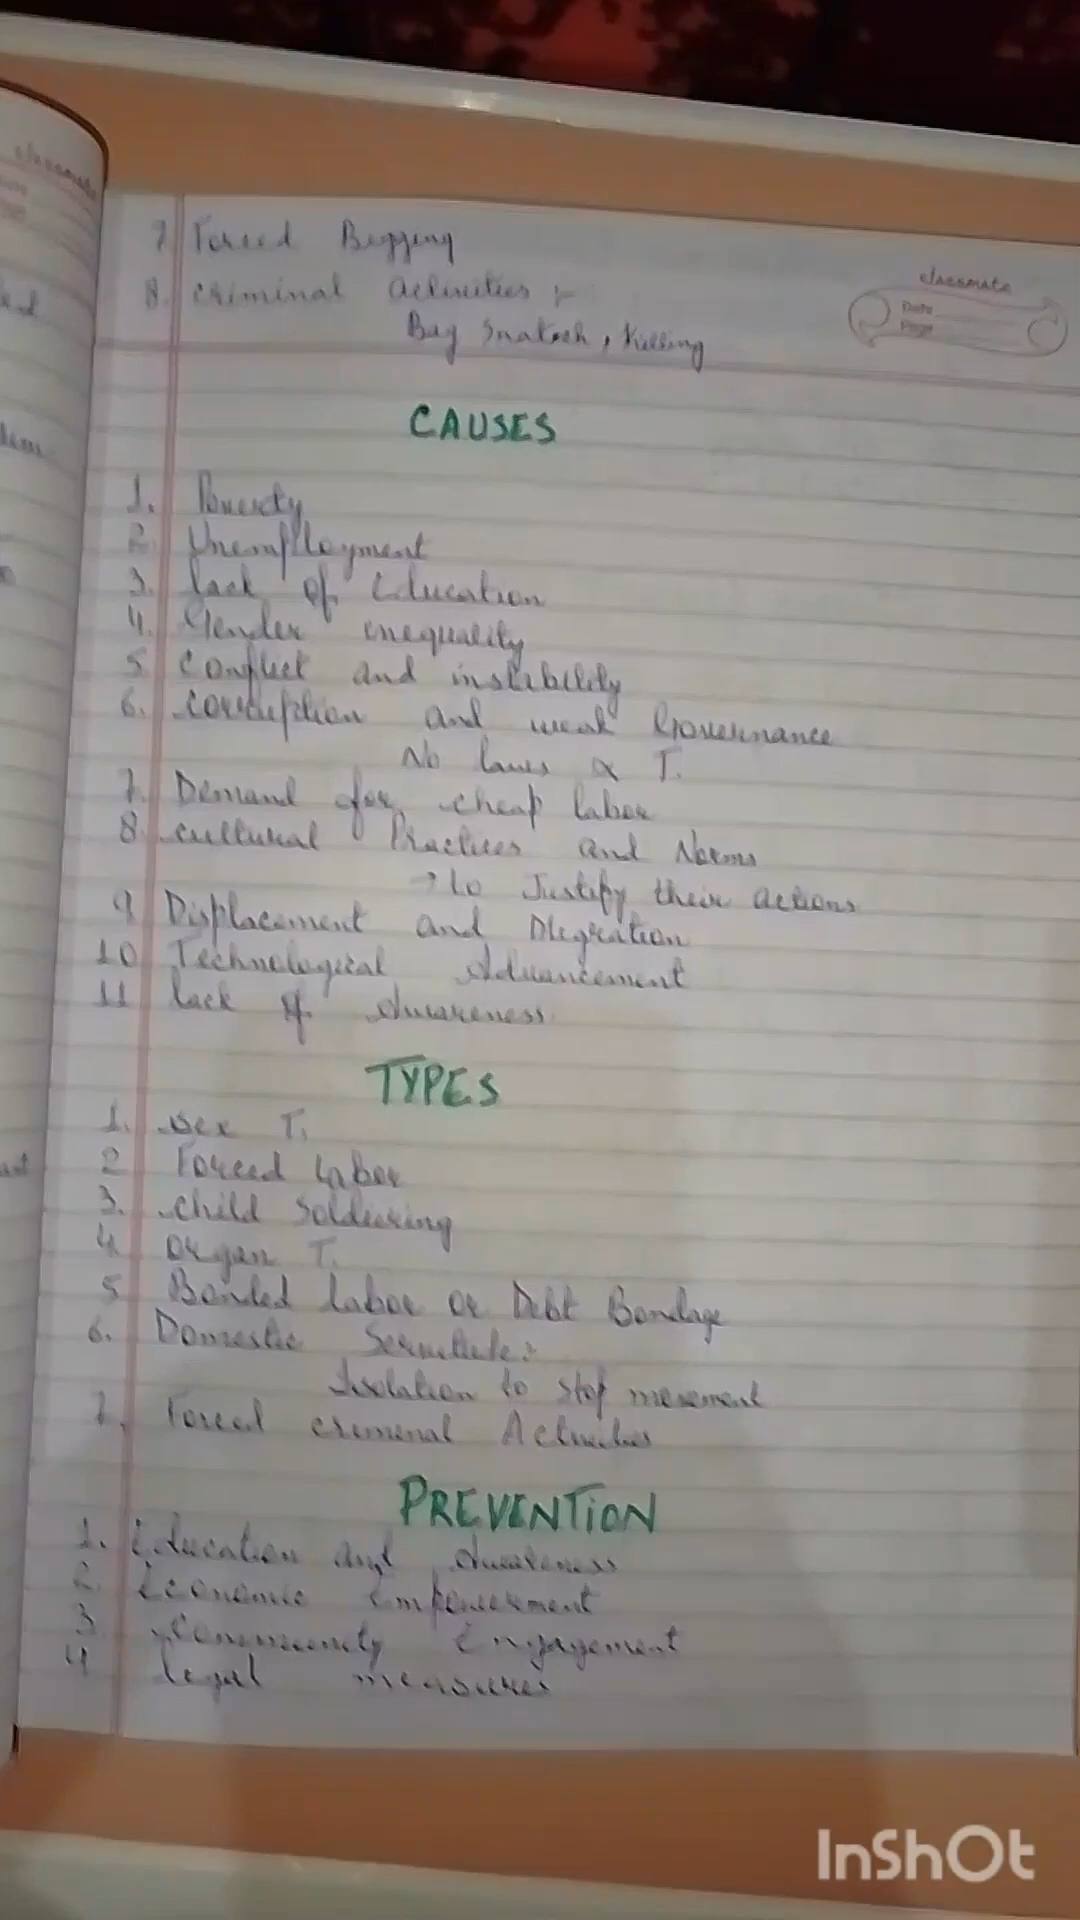 classmate
7 Forced Begging
8. criminal activities :-
classmate
Date
Page
Bag Snatch, Killing
CAUSES
1. Poverty
2. Unemployment
3. lack of Education
4. Gender inequality
5 Conflict and instability
6. corruption and weak Governance
No laws ∝ T.
7. Demand for cheap labor
8 cultural Practices and Norms
→ to Justify their actions
9 Displacement and Migration
10 Technological Advancement
11 lack of Awareness
TYPES
1. Sex T.
2 Forced Labor
3. child soldiering
4 Organ T.
5 Bonded Labor or Debt Bondage
6. Domestic Servitude:
Isolation to stop movement
7. Forced criminal Activities
PREVENTION
1. Education and Awareness
2. Economic Empowerment
3 Community Engagement
4 legal measures
InShOt